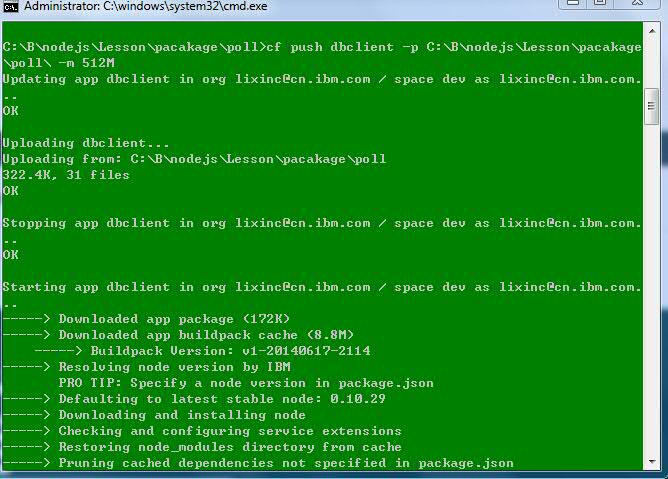 Administrator: C:\windows\system32\cmd.exe
C:\B\nodejs\Lesson\pacakage\poll>cf push dbclient -p C:\B\nodejs\Lesson\pacakage
\poll\ -m 512M
Updating app dbclient in org lixinc@cn.ibm.com / space dev as lixinc@cn.ibm.com.
..
OK
Uploading dbclient...
Uploading from: C:\B\nodejs\Lesson\pacakage\poll
322.4K, 31 files
OK
Stopping app dbclient in org lixinc@cn.ibm.com / space dev as lixinc@cn.ibm.com.
..
OK
Starting app dbclient in org lixinc@cn.ibm.com / space dev as lixinc@cn.ibm.com.
..
-----> Downloaded app package (172K)
-----> Downloaded app buildpack cache (8.8M)
-----> Buildpack Version: v1-20140617-2114
-----> Resolving node version by IBM
PRO TIP: Specify a node version in package.json
-----> Defaulting to latest stable node: 0.10.29
-----> Downloading and installing node
-----> Checking and configuring service extensions
-----> Restoring node_modules directory from cache
-----> Pruning cached dependencies not specified in package.json